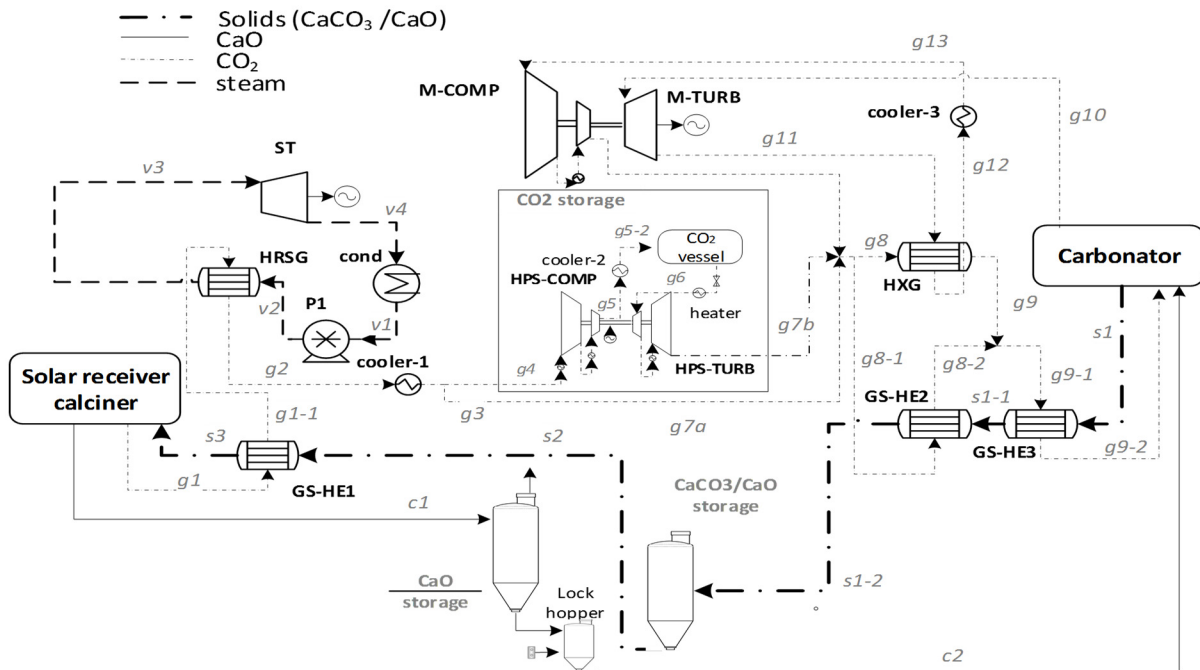 Solids (CaCO3 /CaO)
CaO
CO2
steam
g13
M-COMP
M-TURB
cooler-3
g10
g11
g12
ST
v3
v4
CO2 storage
g5-2
CO2
vessel
cooler-2
HPS-COMP
g6
g5
heater
g4
HPS-TURB
g7b
g8
HXG
g9
Carbonator
HRSG
cond
v2
P1
v1
g2
cooler-1
g3
g7a
g8-1
g8-2
g9-1
s1
Solar receiver
calciner
g1-1
s3
g1
GS-HE1
s2
GS-HE2
s1-1
GS-HE3
g9-2
c1
CaCO3/CaO
storage
s1-2
CaO
storage
Lock
hopper
c2